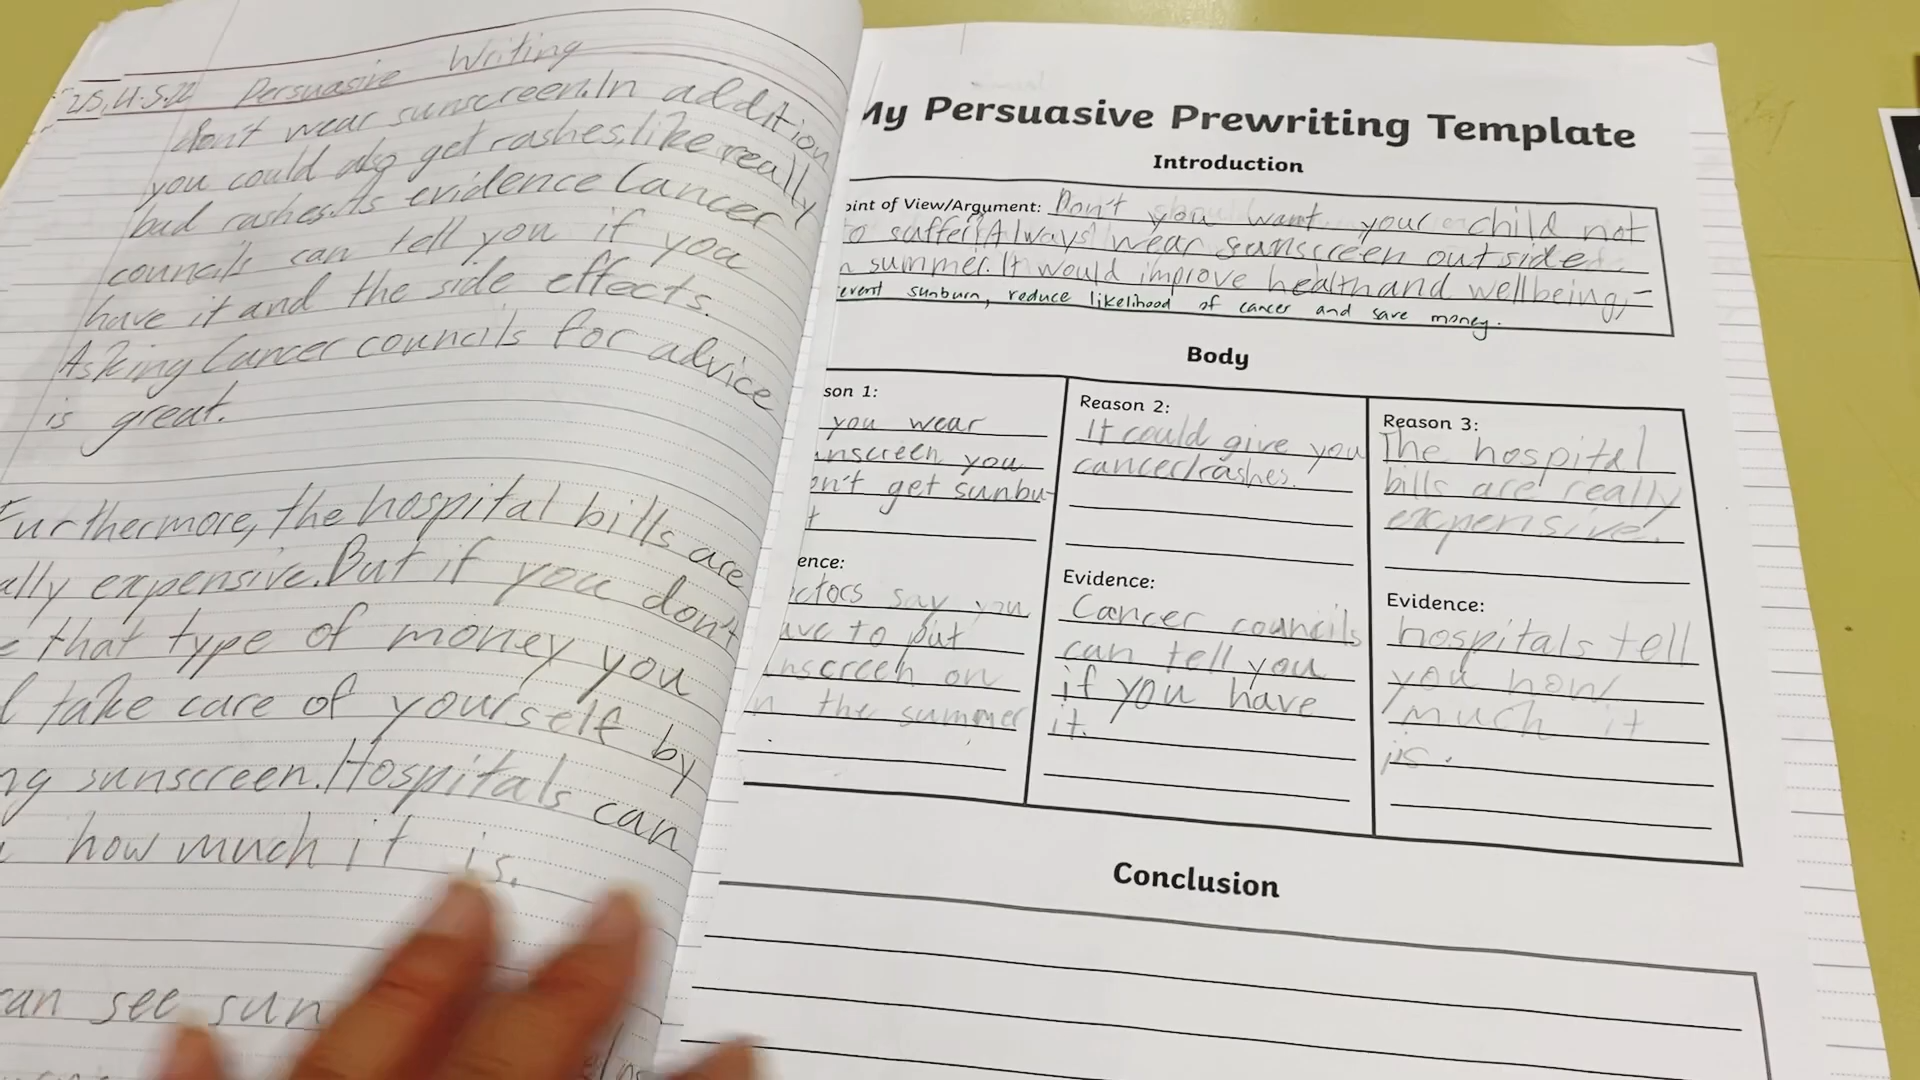 Persuasive Writing
don't wear sunscreen. In addition
you could also get rashes, like really
bad rashes. As evidence Cancer
councils can tell you if you
have it and the side effects.
Asking Cancer councils for advice
is great.
Furthermore, the hospital bills are
ally expensive. But if you don't
that type of money you
take care of yourself by
ng sunscreen. Hospitals can
how much it is.
can see sun
My Persuasive Prewriting Template
Introduction
oint of View/Argument: Don't you want your child not
to suffer? Always wear sunscreen outside
n summer. It would improve health and wellbeing,
event sunburn, reduce likelihood of cancer and save money.
Body
son 1:
you wear
unscreen you
on't get sunbu-
t
ence:
ctors say you
ave to put
nscreen on
n the summer
.
Reason 2:
It could give you
cancer/rashes.
Evidence:
Cancer councils
can tell you
if you have
it.
Reason 3:
The hospital
bills are really
expensive.
Evidence:
hospitals tell
you how
much it
is.
Conclusion